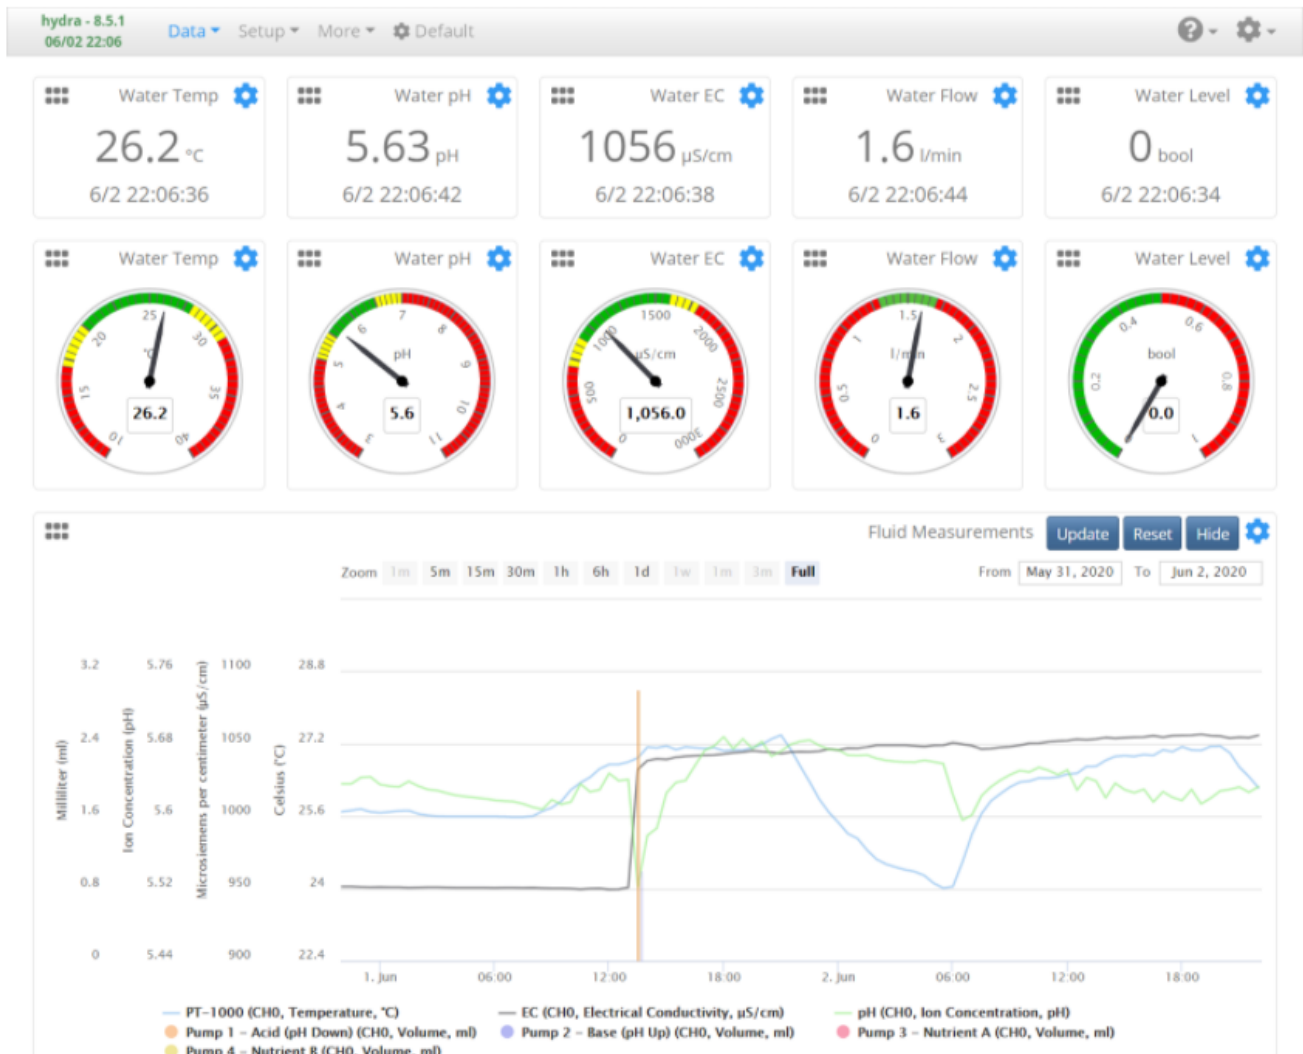 hydra - 8.5.1
06/02 22:06
Data Setup More Default
Water Temp Water pH Water EC Water Flow Water Level
26.2 °C 5.63 pH 1056 µS/cm 1.6 l/min 0 bool
6/2 22:06:36 6/2 22:06:42 6/2 22:06:38 6/2 22:06:44 6/2 22:06:34
Water Temp
10 15 20 25 30 35 40
°C
26.2
Water pH
3 4 5 6 7 8 9 10 11
pH
5.6
Water EC
0 500 1000 1500 2000 2500 3000
µS/cm
1,056.0
Water Flow
0 0.5 1 1.5 2 2.5 3
l/min
1.6
Water Level
0.2 0.4 0.6 0.8 1
bool
0.0
Fluid Measurements Update Reset Hide
Zoom 1m 5m 15m 30m 1h 6h 1d 1w 1m 3m Full From May 31, 2020 To Jun 2, 2020
Milliliter (ml)
Ion Concentration (pH)
Microsiemens per centimeter (µS/cm)
Celsius (°C)
3.2 5.76 1100 28.8
2.4 5.68 1050 27.2
1.6 5.6 1000 25.6
0.8 5.52 950 24
0 5.44 900 22.4
1. Jun 06:00 12:00 18:00 2. Jun 06:00 12:00 18:00
PT-1000 (CH0, Temperature, °C) EC (CH0, Electrical Conductivity, µS/cm) pH (CH0, Ion Concentration, pH)
Pump 1 - Acid (pH Down) (CH0, Volume, ml) Pump 2 - Base (pH Up) (CH0, Volume, ml) Pump 3 - Nutrient A (CH0, Volume, ml)
Pump 4 - Nutrient B (CH0, Volume, ml)